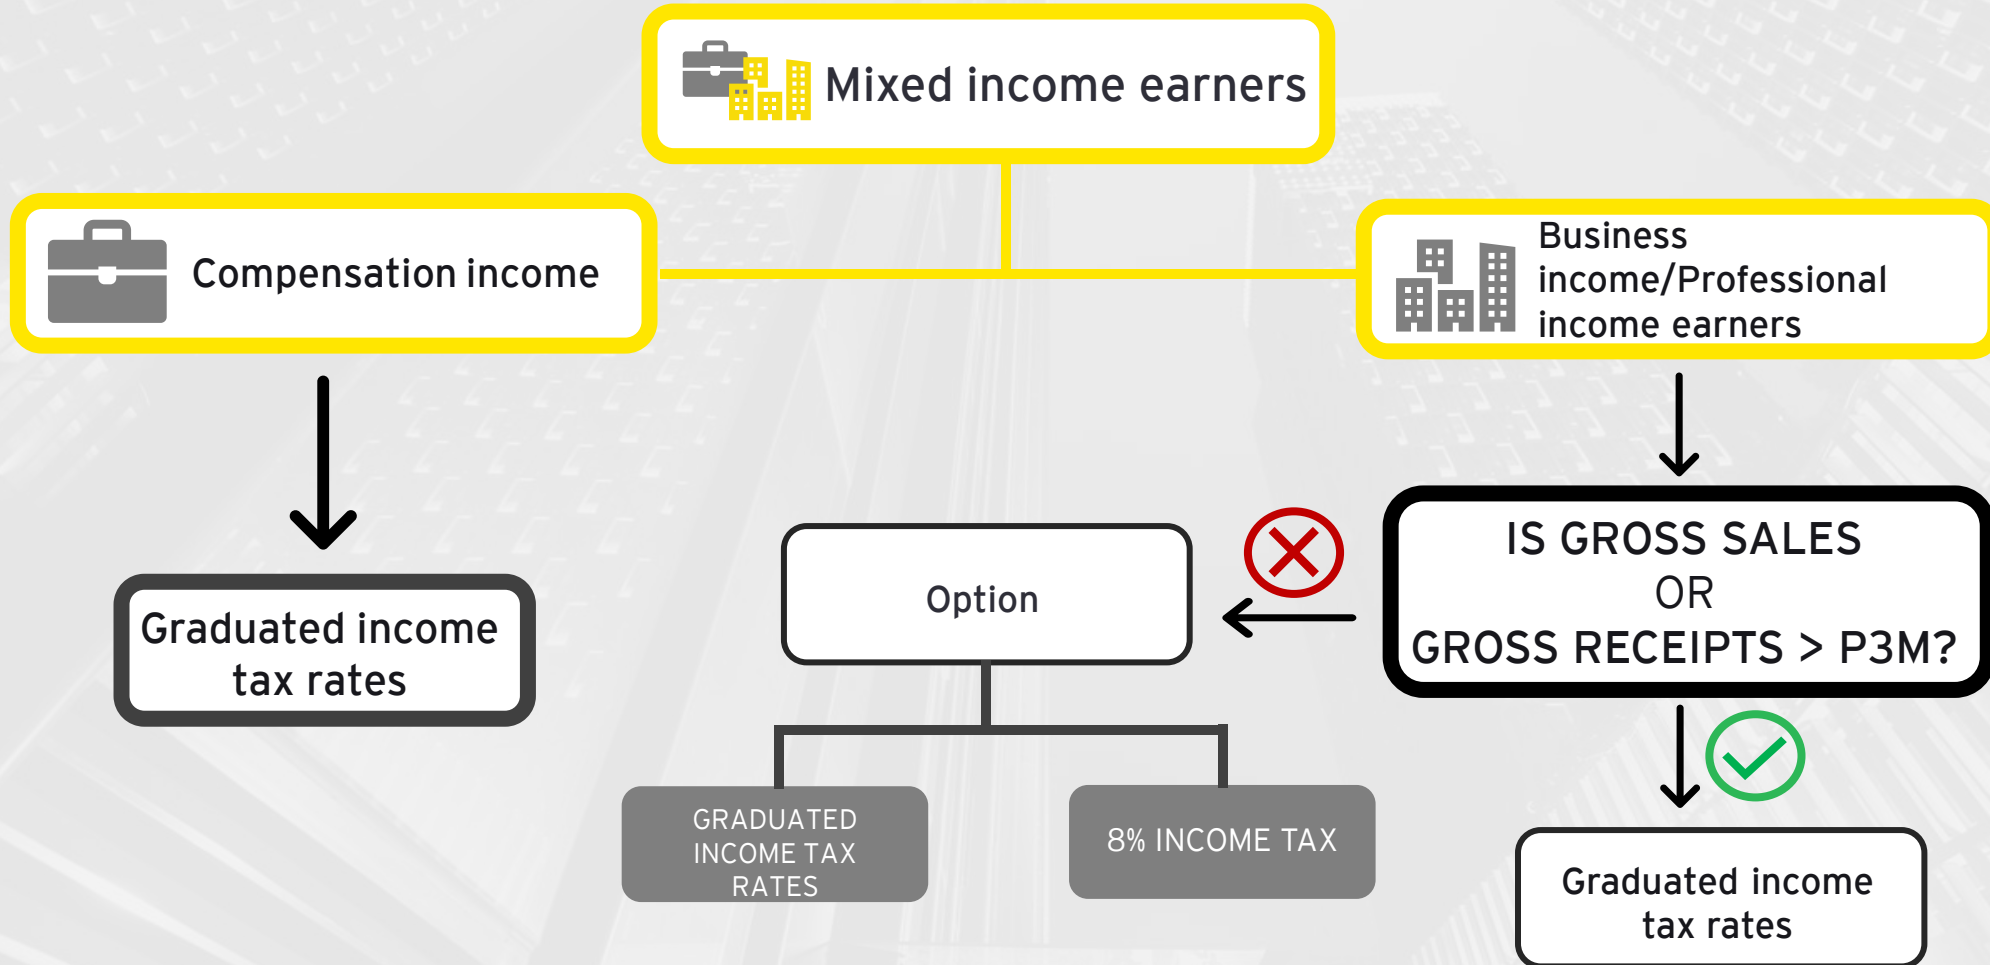 Mixed income earners
Compensation income
Business
income/Professional
income earners
IS GROSS SALES
OR
GROSS RECEIPTS > P3M?
Option
Graduated income
tax rates
GRADUATED
INCOME TAX
RATES
8% INCOME TAX
Graduated income
tax rates